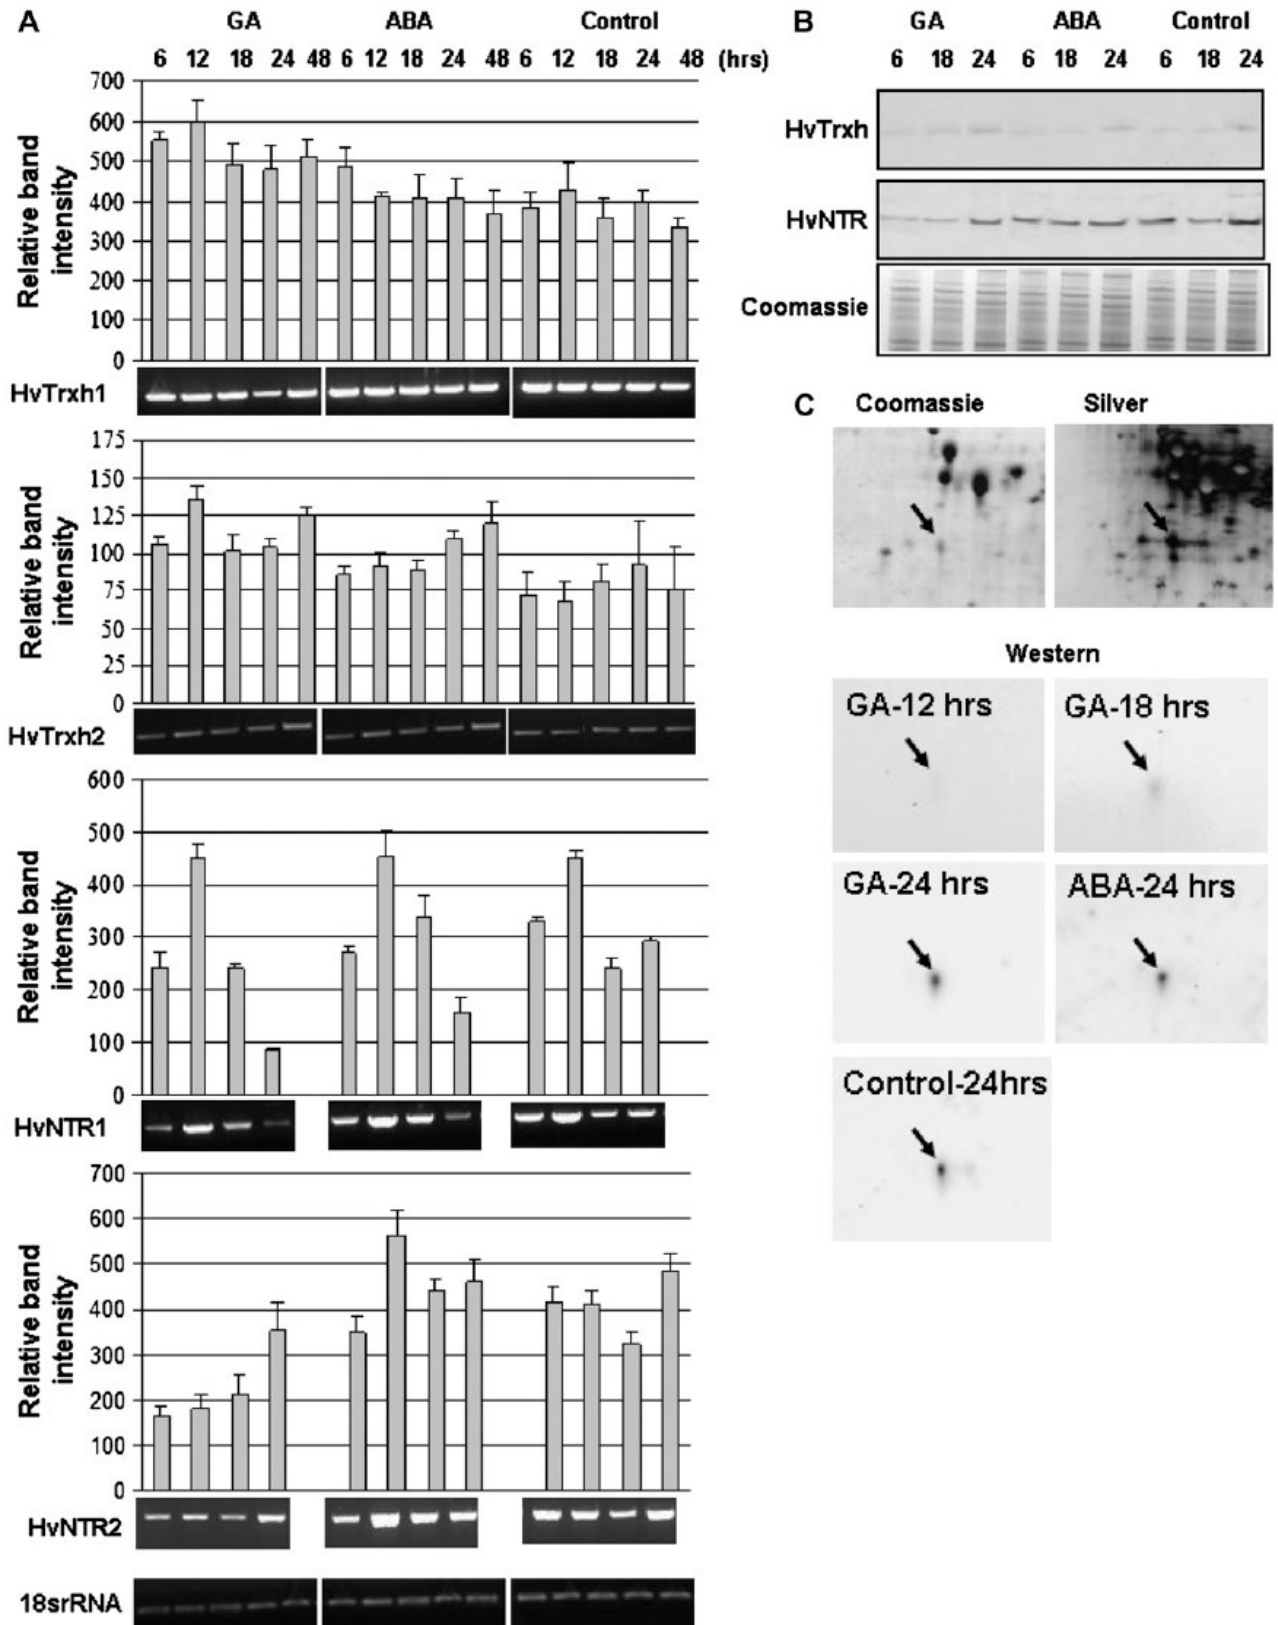 A
GA ABA Control
6 12 18 24 48 6 12 18 24 48 6 12 18 24 48 (hrs)
Relative band
intensity
700
600
500
400
300
200
100
0
HvTrxh1
Relative band
intensity
175
150
125
100
75
50
25
0
HvTrxh2
Relative band
intensity
600
500
400
300
200
100
0
HvNTR1
Relative band
intensity
700
600
500
400
300
200
100
0
HvNTR2
18srRNA
B
GA ABA Control
6 18 24 6 18 24 6 18 24
HvTrxh
HvNTR
Coomassie
C
Coomassie Silver
Western
GA-12 hrs GA-18 hrs
GA-24 hrs ABA-24 hrs
Control-24hrs